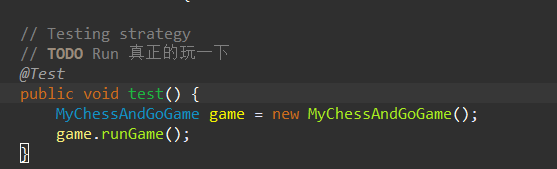 // Testing strategy
// TODO Run 真正的玩一下
@Test
public void test() {
    MyChessAndGoGame game = new MyChessAndGoGame();
    game.runGame();
}